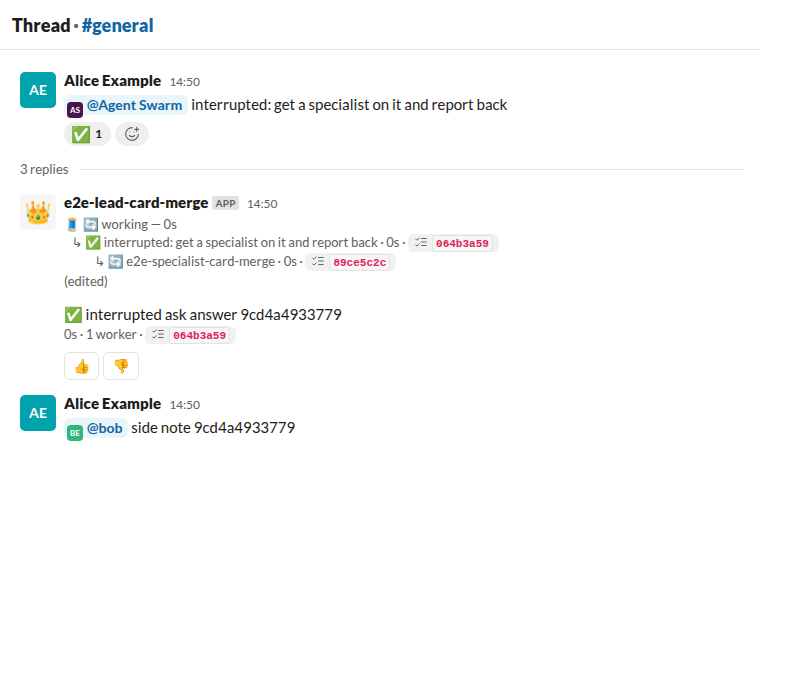 Thread • #general
AE
Alice Example 14:50
AS @Agent Swarm interrupted: get a specialist on it and report back
✅ 1
3 replies
👑 e2e-lead-card-merge APP 14:50
🧵 🔄 working — 0s
↳ ✅ interrupted: get a specialist on it and report back · 0s · 064b3a59
↳ 🔄 e2e-specialist-card-merge · 0s · 89ce5c2c
(edited)
✅ interrupted ask answer 9cd4a4933779
0s · 1 worker · 064b3a59
👍 👎
AE
Alice Example 14:50
BE @bob side note 9cd4a4933779